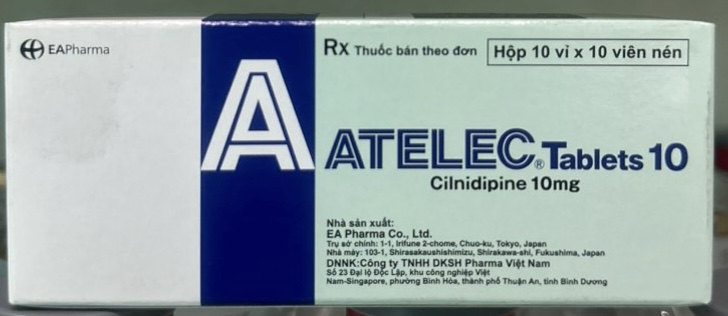 EAPharma
Rx Thuốc bán theo đơn
Hộp 10 vỉ x 10 viên nén
A ATELEC® Tablets 10
Cilnidipine 10mg
Nhà sản xuất:
EA Pharma Co., Ltd.
Trụ sở chính: 1-1, Irifune 2-chome, Chuo-ku, Tokyo, Japan
Nhà máy: 103-1, Shirasakaushishimizu, Shirakawa-shi, Fukushima, Japan
DNNK:Công ty TNHH DKSH Pharma Việt Nam
Số 23 Đại lộ Độc Lập, khu công nghiệp Việt
Nam-Singapore, phường Bình Hòa, thành phố Thuận An, tỉnh Bình Dương